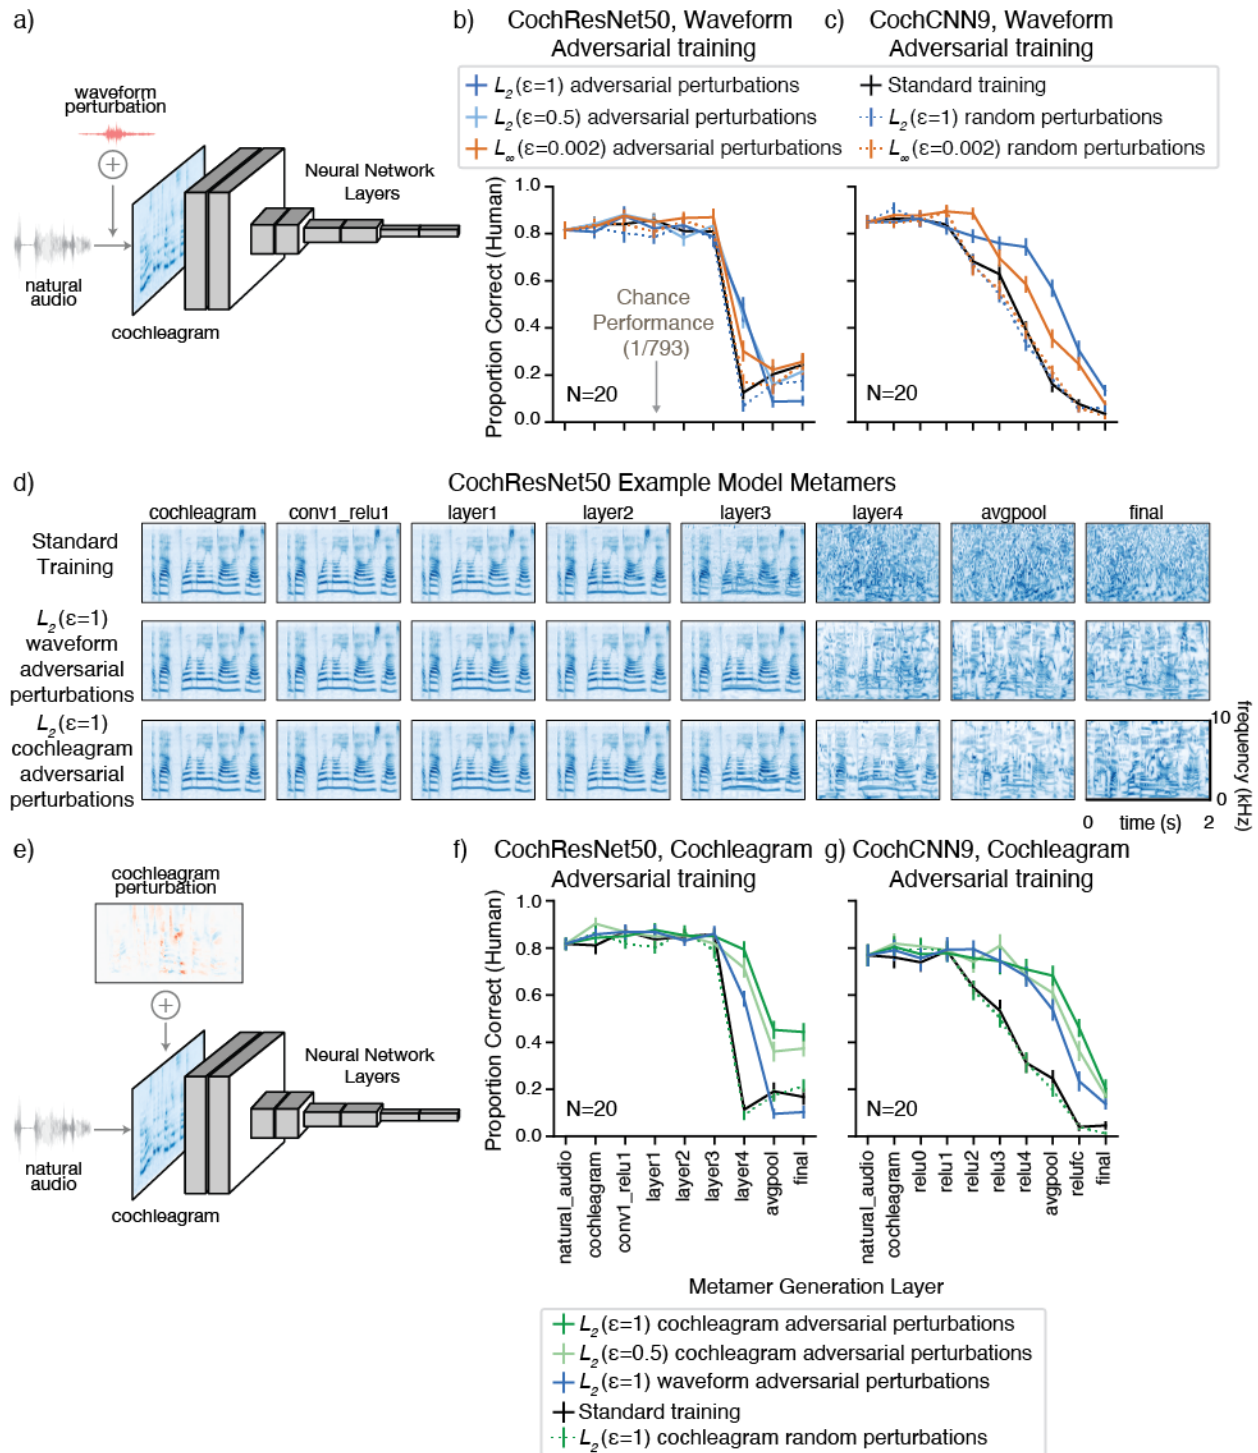 a)
waveform
perturbation
natural
audio
cochleagram
Neural Network
Layers
b) CochResNet50, Waveform
Adversarial training
c) CochCNN9, Waveform
Adversarial training
L2(ε=1) adversarial perturbations
L2(ε=0.5) adversarial perturbations
L∞(ε=0.002) adversarial perturbations
Standard training
L2(ε=1) random perturbations
L∞(ε=0.002) random perturbations
Proportion Correct (Human)
1.0
0.8
0.6
0.4
0.2
0.0
Chance
Performance
(1/793)
N=20
N=20
d) CochResNet50 Example Model Metamers
cochleagram conv1_relu1 layer1 layer2 layer3 layer4 avgpool final
Standard
Training
L2(ε=1)
waveform
adversarial
perturbations
L2(ε=1)
cochleagram
adversarial
perturbations
10
0
frequency (kHz)
0 time (s) 2
e)
cochleagram
perturbation
natural
audio
cochleagram
Neural Network
Layers
f) CochResNet50, Cochleagram
Adversarial training
g) CochCNN9, Cochleagram
Adversarial training
Proportion Correct (Human)
1.0
0.8
0.6
0.4
0.2
0.0
N=20
N=20
natural_audio
cochleagram
conv1_relu1
layer1
layer2
layer3
layer4
avgpool
final
natural_audio
cochleagram
relu0
relu1
relu2
relu3
relu4
avgpool
relufc
final
Metamer Generation Layer
L2(ε=1) cochleagram adversarial perturbations
L2(ε=0.5) cochleagram adversarial perturbations
L2(ε=1) waveform adversarial perturbations
Standard training
L2(ε=1) cochleagram random perturbations